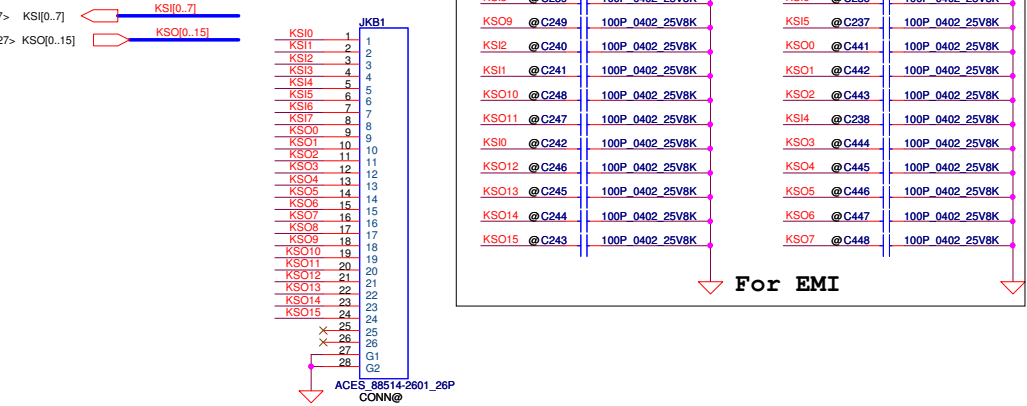 7> KSI[0..7] KSI[0..7]
27> KSO[0..15] KSO[0..15]
JKB1
KSI0 1 1
KSI1 2 2
KSI2 3 3
KSI3 4 4
KSI4 5 5
KSI5 6 6
KSI6 7 7
KSI7 8 8
KSO0 9 9
KSO1 10 10
KSO2 11 11
KSO3 12 12
KSO4 13 13
KSO5 14 14
KSO6 15 15
KSO7 16 16
KSO8 17 17
KSO9 18 18
KSO10 19 19
KSO11 20 20
KSO12 21 21
KSO13 22 22
KSO14 23 23
KSO15 24 24
25 25
26 26
27 G1
28 G2
ACES_88514-2601_26P
CONN@
KSO9 @C249 100P_0402_25V8K
KSI2 @C240 100P_0402_25V8K
KSI1 @C241 100P_0402_25V8K
KSO10 @C248 100P_0402_25V8K
KSO11 @C247 100P_0402_25V8K
KSI0 @C242 100P_0402_25V8K
KSO12 @C246 100P_0402_25V8K
KSO13 @C245 100P_0402_25V8K
KSO14 @C244 100P_0402_25V8K
KSO15 @C243 100P_0402_25V8K
KSI5 @C237 100P_0402_25V8K
KSO0 @C441 100P_0402_25V8K
KSO1 @C442 100P_0402_25V8K
KSO2 @C443 100P_0402_25V8K
KSI4 @C238 100P_0402_25V8K
KSO3 @C444 100P_0402_25V8K
KSO4 @C445 100P_0402_25V8K
KSO5 @C446 100P_0402_25V8K
KSO6 @C447 100P_0402_25V8K
KSO7 @C448 100P_0402_25V8K
For EMI